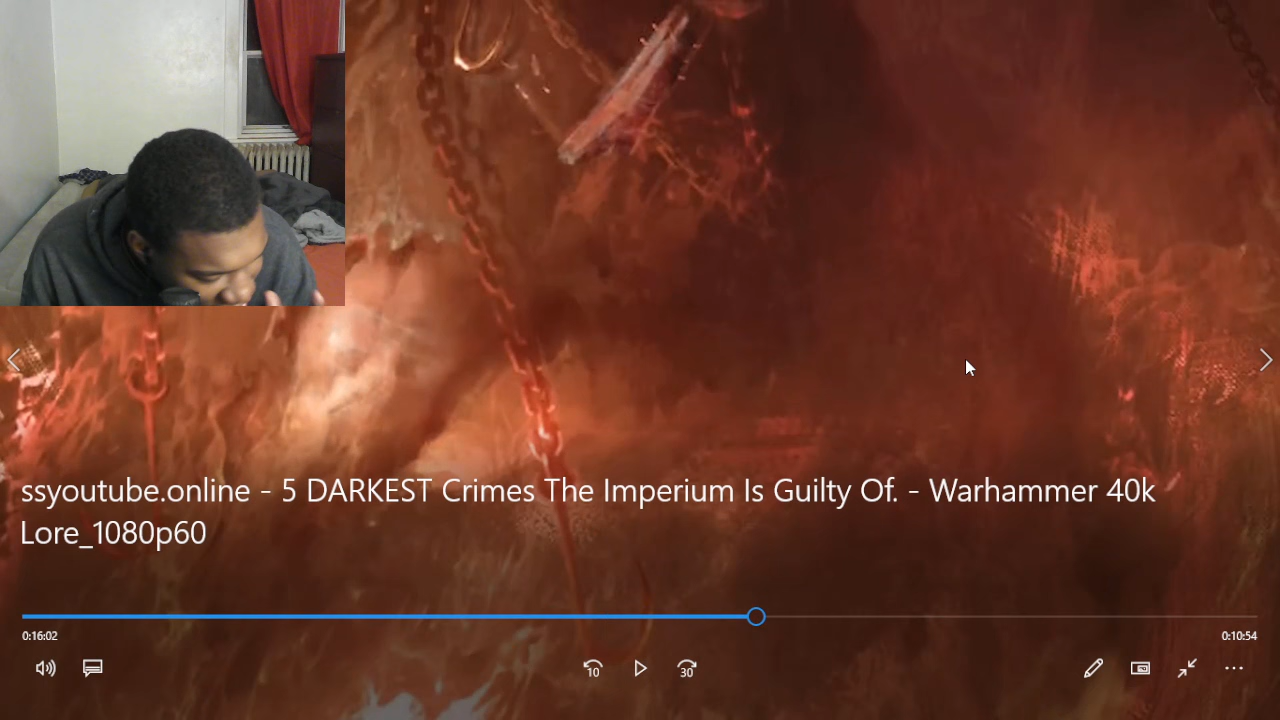 ssyoutube.online - 5 DARKEST Crimes The Imperium Is Guilty Of. - Warhammer 40k
Lore_1080p60
0:16:02
0:10:54
10
30